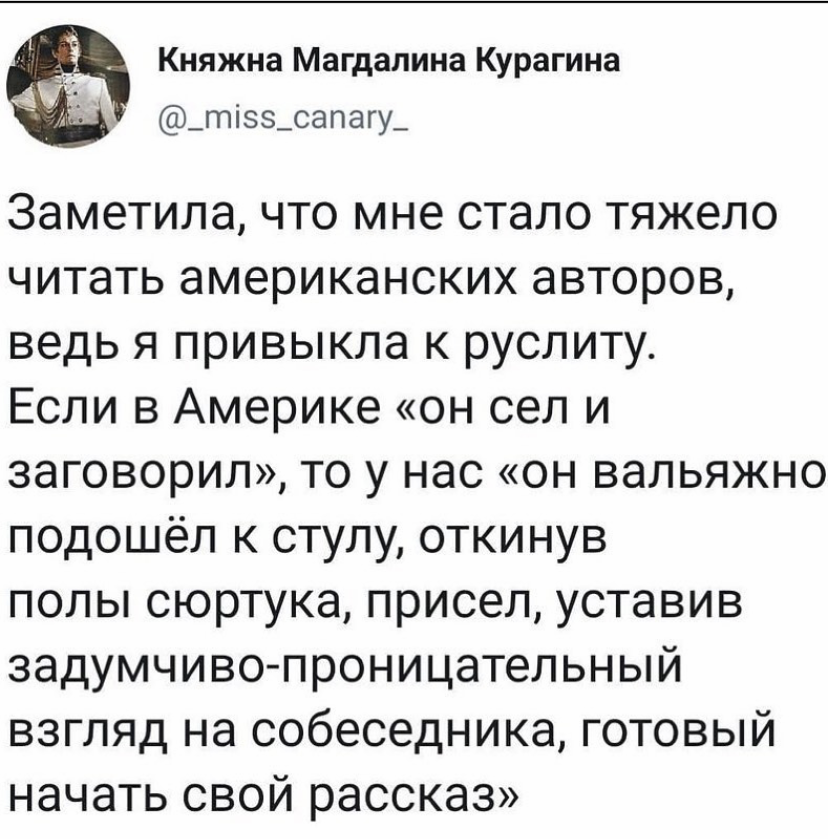 Княжна Магдалина Курагина
@_miss_canary_
Заметила, что мне стало тяжело
читать американских авторов,
ведь я привыкла к руслиту.
Если в Америке «он сел и
заговорил», то у нас «он вальяжно
подошёл к стулу, откинув
полы сюртука, присел, уставив
задумчиво-проницательный
взгляд на собеседника, готовый
начать свой рассказ»